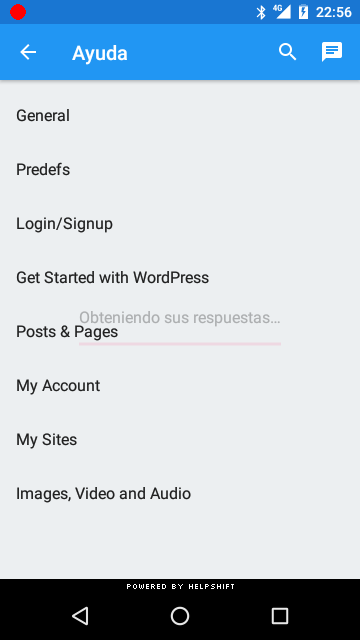 4G 22:56
Ayuda
General
Predefs
Login/Signup
Get Started with WordPress
Obteniendo sus respuestas...
Posts & Pages
My Account
My Sites
Images, Video and Audio
POWERED BY HELPSHIFT